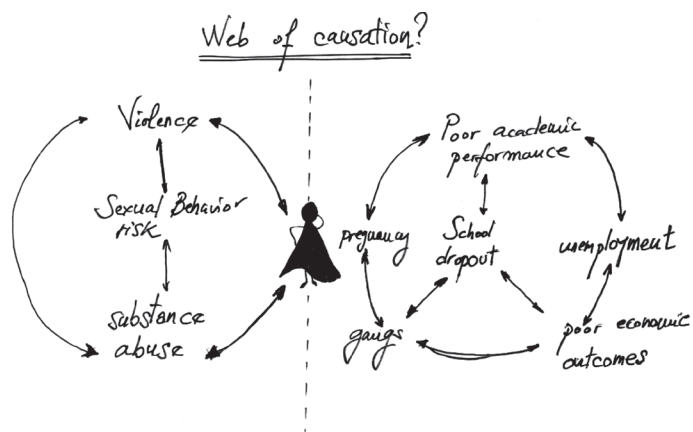 Web of causation?
Violence
Sexual Behavior
risk
substance
abuse
Poor academic
performance
pregnancy
School
dropout
unemployment
gangs
poor economic
outcomes